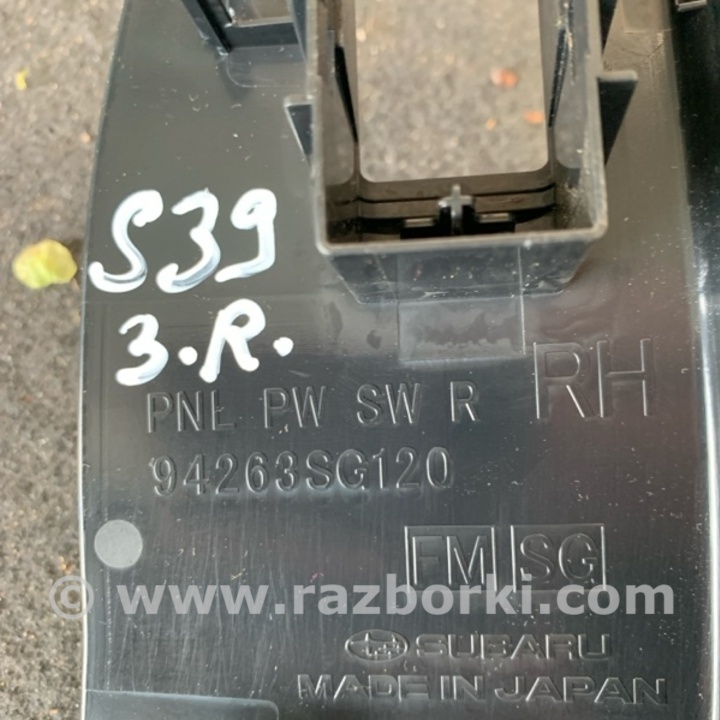 S39
3.R.
PNL PW SW R RH
94263SG120
FM SG
© www.razborki.com
SUBARU
MADE IN JAPAN